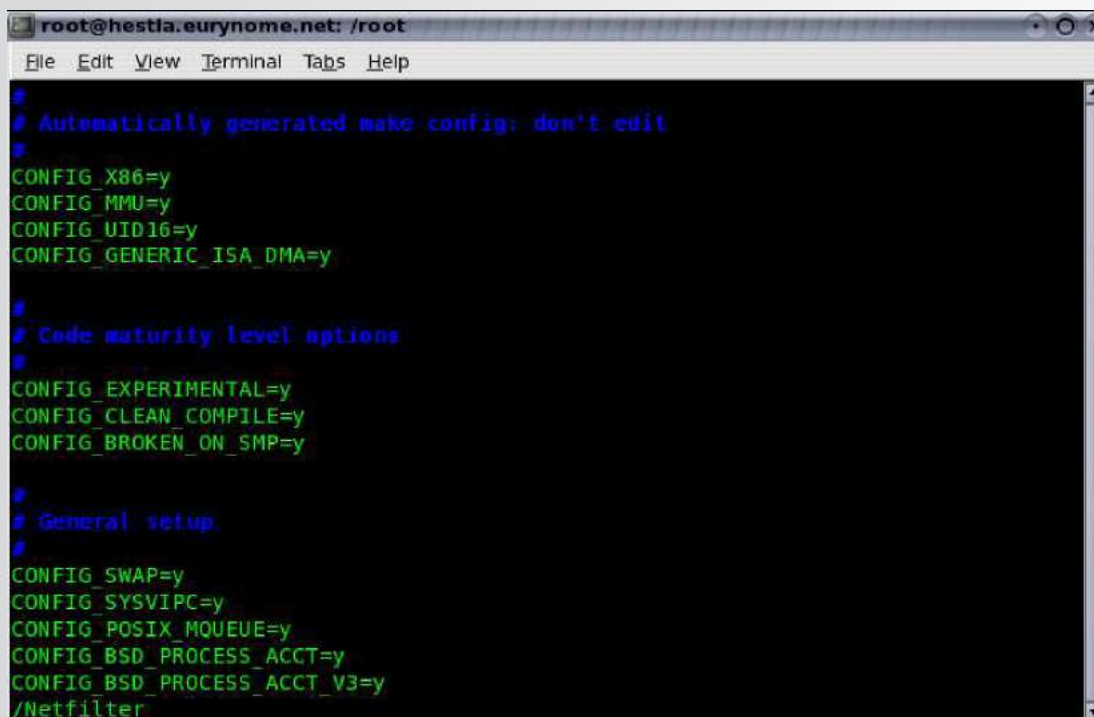 root@hestia.eurynome.net: /root
File Edit View Terminal Tabs Help
#
# Automatically generated make config: don't edit
#
CONFIG_X86=y
CONFIG_MMU=y
CONFIG_UID16=y
CONFIG_GENERIC_ISA_DMA=y
#
# Code maturity level options
#
CONFIG_EXPERIMENTAL=y
CONFIG_CLEAN_COMPILE=y
CONFIG_BROKEN_ON_SMP=y
#
# General setup
#
CONFIG_SWAP=y
CONFIG_SYSVIPC=y
CONFIG_POSIX_MQUEUE=y
CONFIG_BSD_PROCESS_ACCT=y
CONFIG_BSD_PROCESS_ACCT_V3=y
/Netfilter